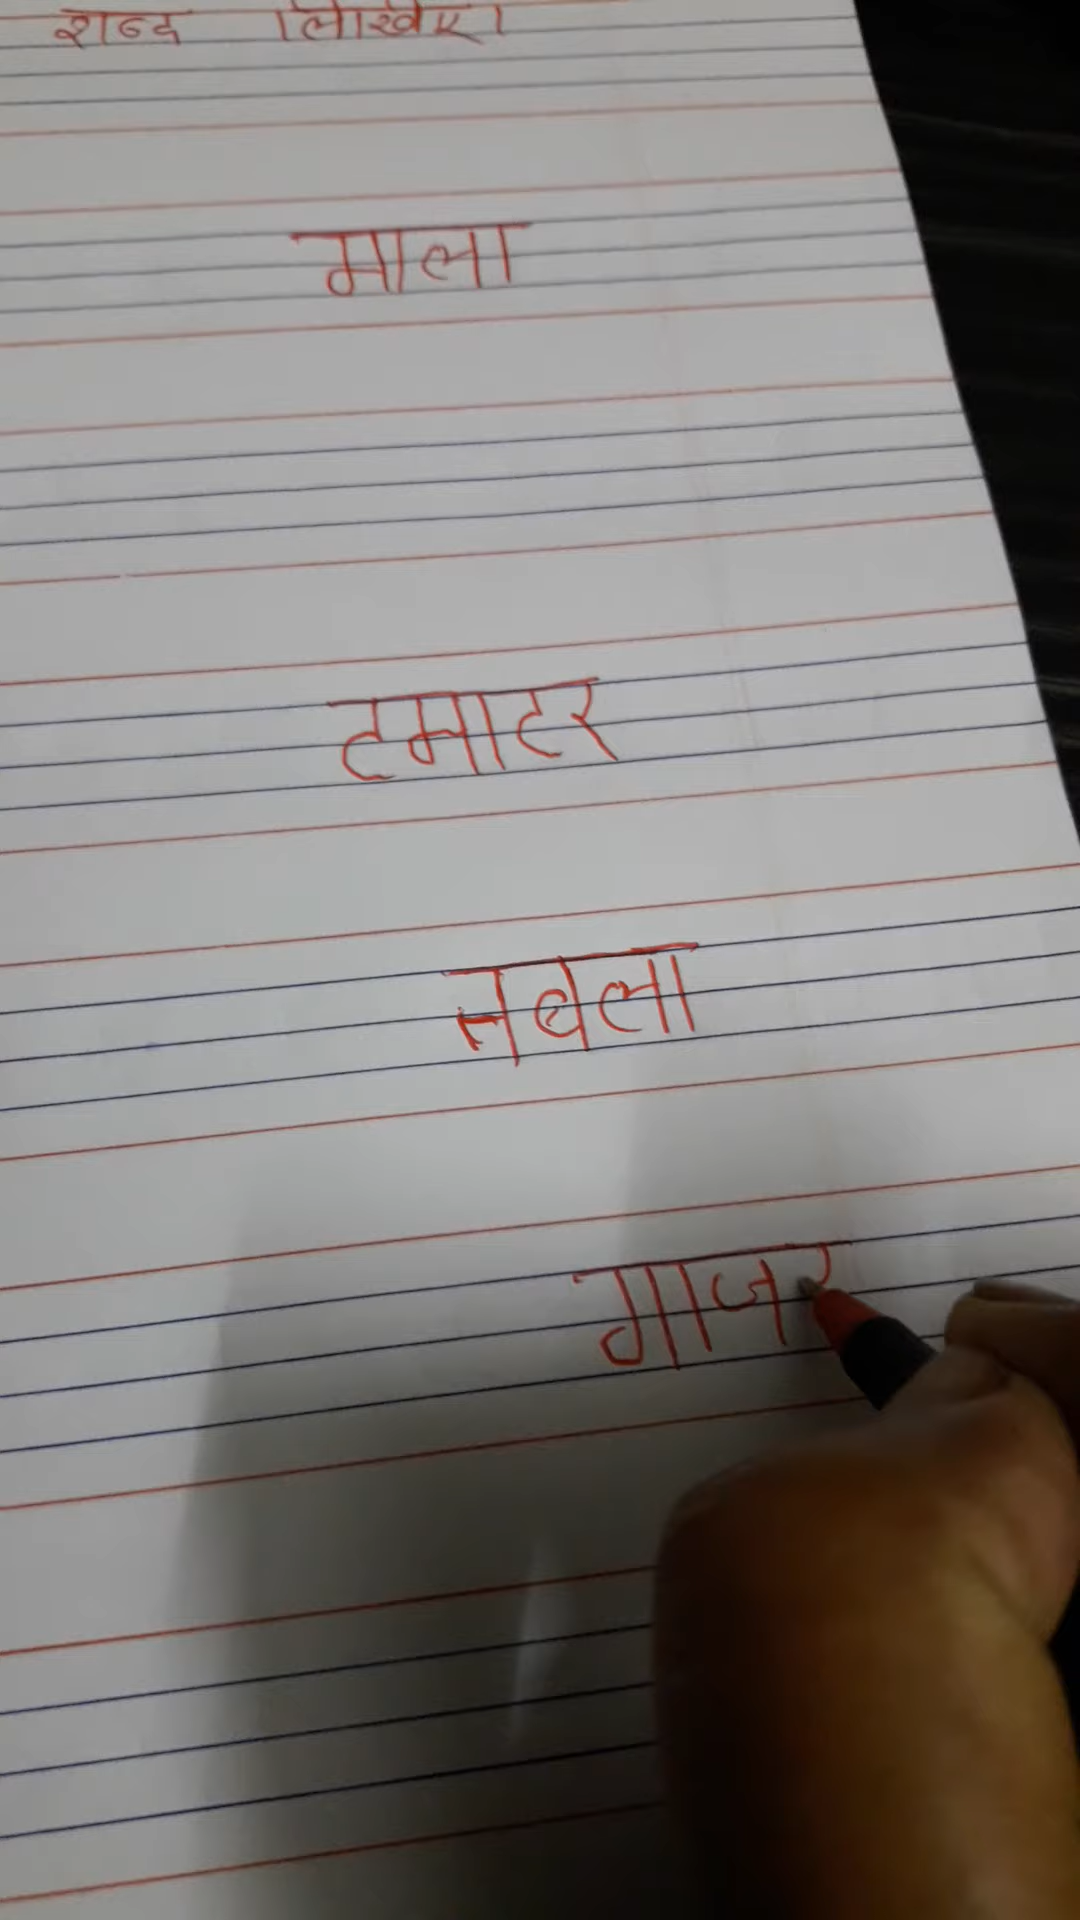 शब्द लिखिए।
माला
टमाटर
तबला
गाजर